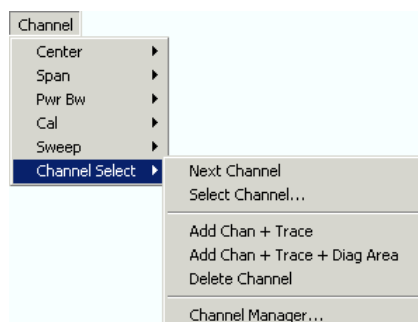 Channel
Center
Span
Pwr Bw
Cal
Sweep
Channel Select
Next Channel
Select Channel...
Add Chan + Trace
Add Chan + Trace + Diag Area
Delete Channel
Channel Manager...